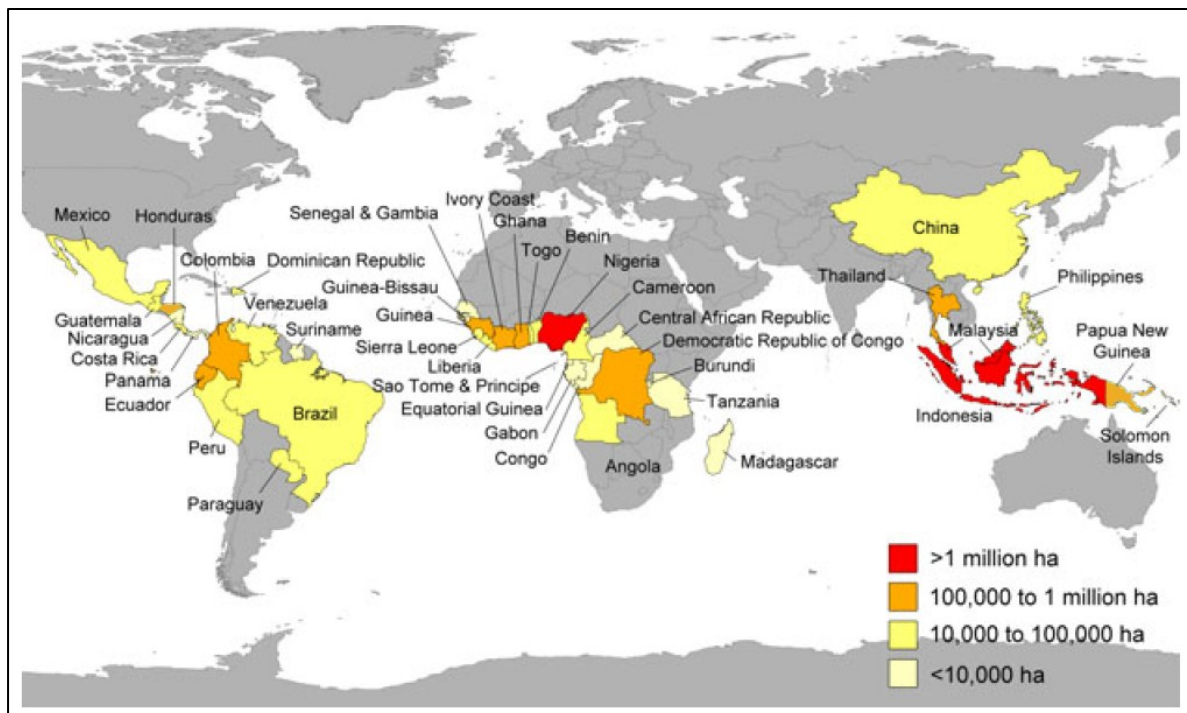 Mexico
Honduras
Colombia
Dominican Republic
Venezuela
Guatemala
Nicaragua
Costa Rica
Panama
Ecuador
Suriname
Peru
Brazil
Paraguay
Senegal & Gambia
Ivory Coast
Ghana
Togo
Benin
Nigeria
Cameroon
Guinea-Bissau
Guinea
Sierra Leone
Liberia
Sao Tome & Principe
Equatorial Guinea
Gabon
Congo
Central African Republic
Democratic Republic of Congo
Burundi
Tanzania
Angola
Madagascar
China
Thailand
Philippines
Malaysia
Papua New
Guinea
Indonesia
Solomon
Islands
>1 million ha
100,000 to 1 million ha
10,000 to 100,000 ha
<10,000 ha